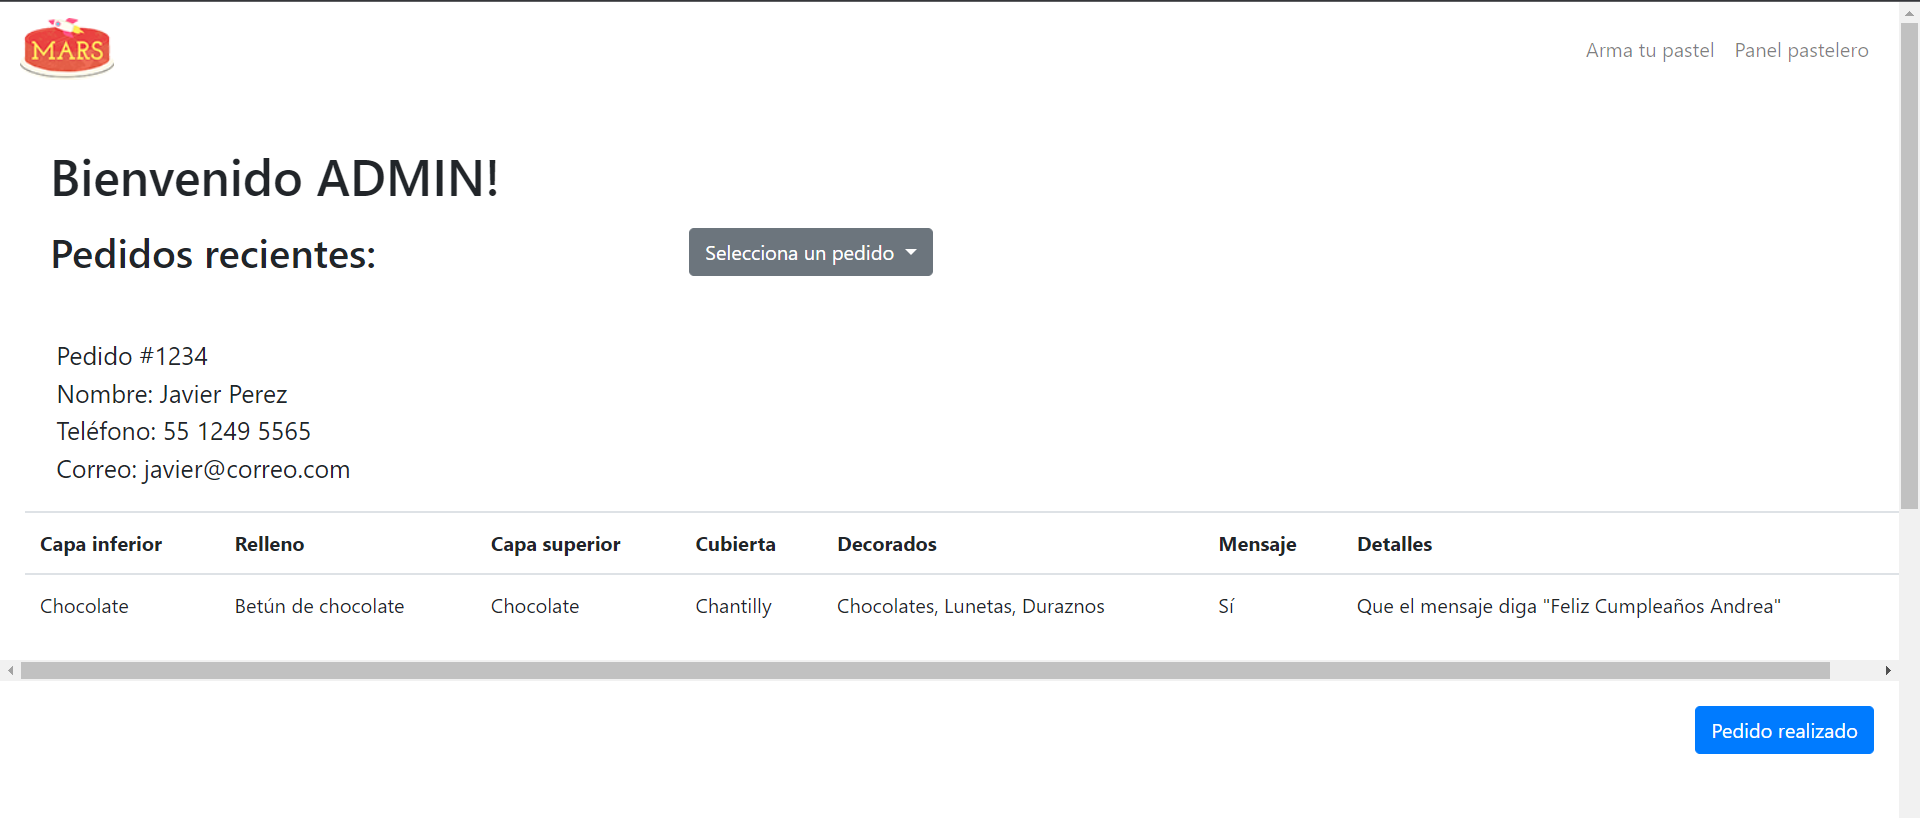 MARS
Arma tu pastel Panel pastelero
Bienvenido ADMIN!
Pedidos recientes: Selecciona un pedido
Pedido #1234
Nombre: Javier Perez
Teléfono: 55 1249 5565
Correo: javier@correo.com
Capa inferior Relleno Capa superior Cubierta Decorados Mensaje Detalles
Chocolate Betún de chocolate Chocolate Chantilly Chocolates, Lunetas, Duraznos Sí Que el mensaje diga "Feliz Cumpleaños Andrea"
Pedido realizado